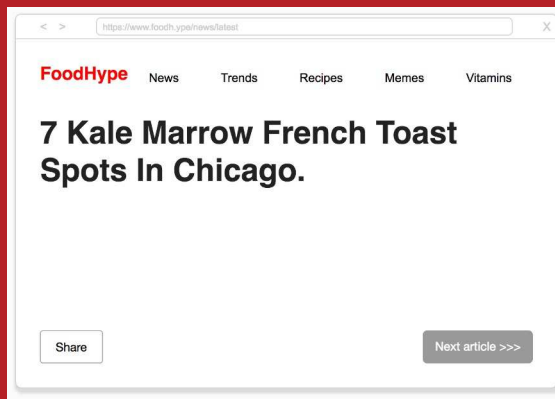 < >
https://www.foodh.ype/news/latest
X
FoodHype News Trends Recipes Memes Vitamins
7 Kale Marrow French Toast
Spots In Chicago.
Share
Next article >>>